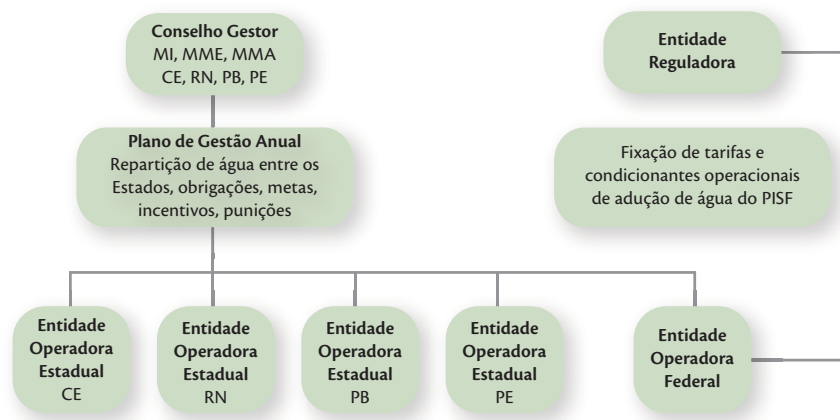 Conselho Gestor
MI, MME, MMA
CE, RN, PB, PE
Entidade
Reguladora
Plano de Gestão Anual
Repartição de água entre os
Estados, obrigações, metas,
incentivos, punições
Fixação de tarifas e
condicionantes operacionais
de adução de água do PISF
Entidade
Operadora
Estadual
CE
Entidade
Operadora
Estadual
RN
Entidade
Operadora
Estadual
PB
Entidade
Operadora
Estadual
PE
Entidade
Operadora
Federal